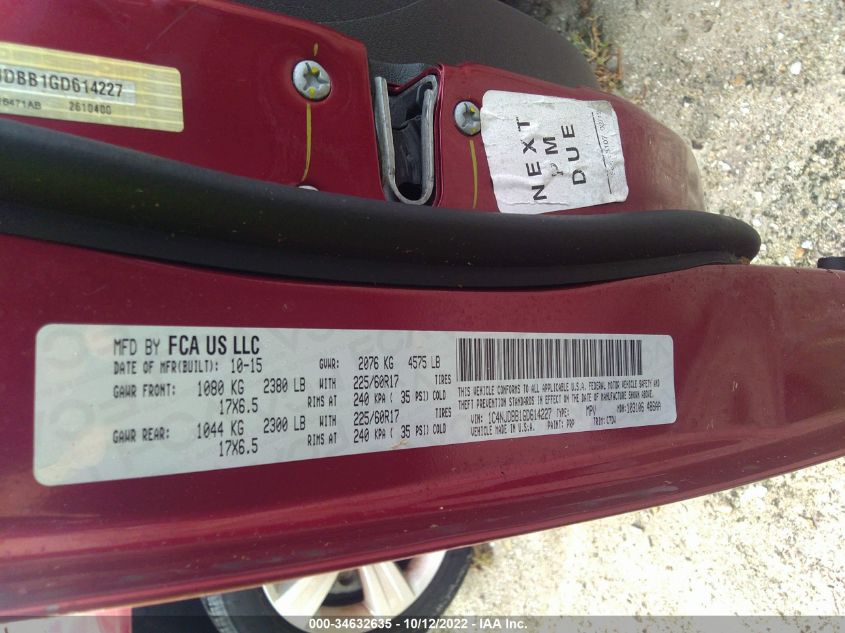 JDBB1GD614227
16471AB 2610400
NEXT
PM
DUE
MFD BY FCA US LLC
DATE OF MFR(BUILT): 10-15 GVWR: 2076 KG 4575 LB
GAWR FRONT: 1080 KG 2380 LB WITH 225/60R17 TIRES
17X6.5 RIMS AT 240 KPA ( 35 PSI) COLD
GAWR REAR: 1044 KG 2300 LB WITH 225/60R17 TIRES
17X6.5 RIMS AT 240 KPA ( 35 PSI) COLD
THIS VEHICLE CONFORMS TO ALL APPLICABLE U.S.A. FEDERAL MOTOR VEHICLE SAFETY AND
THEFT PREVENTION STANDARDS IN EFFECT ON THE DATE OF MANUFACTURE SHOWN ABOVE.
VIN: 1C4NJDBB1GD614227 TYPE: MPV
VEHICLE MADE IN U.S.A. PAINT: PRP
000-34632635 - 10/12/2022 - IAA Inc.